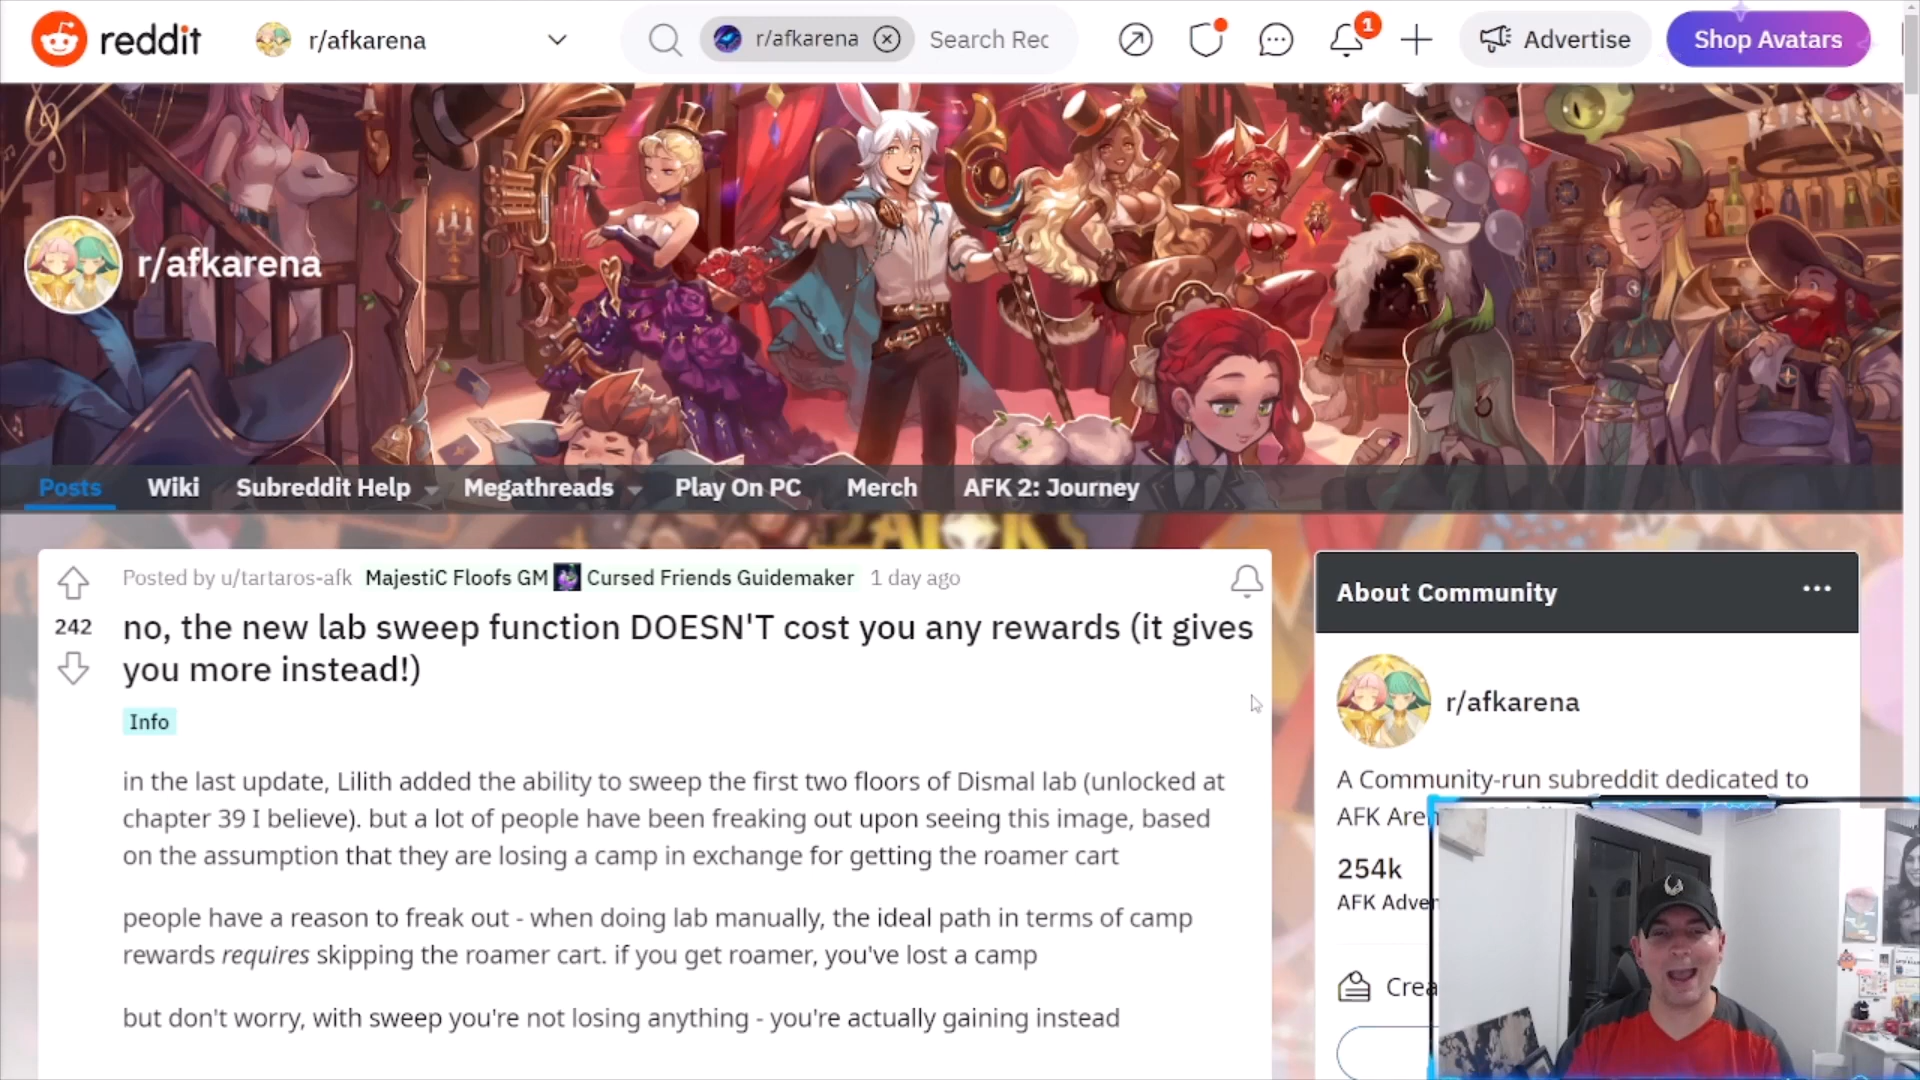 reddit
r/afkarena
r/afkarena
Search Rec
1
Advertise
Shop Avatars
r/afkarena
Posts
Wiki
Subreddit Help
Megathreads
Play On PC
Merch
AFK 2: Journey
Posted by u/tartaros-afk MajestiC Floofs GM Cursed Friends Guidemaker 1 day ago
242
no, the new lab sweep function DOESN'T cost you any rewards (it gives
you more instead!)
Info
in the last update, Lilith added the ability to sweep the first two floors of Dismal lab (unlocked at
chapter 39 I believe). but a lot of people have been freaking out upon seeing this image, based
on the assumption that they are losing a camp in exchange for getting the roamer cart
people have a reason to freak out - when doing lab manually, the ideal path in terms of camp
rewards requires skipping the roamer cart. if you get roamer, you've lost a camp
but don't worry, with sweep you're not losing anything - you're actually gaining instead
About Community
r/afkarena
A Community-run subreddit dedicated to
AFK Aren
254k
AFK Adven
Crea